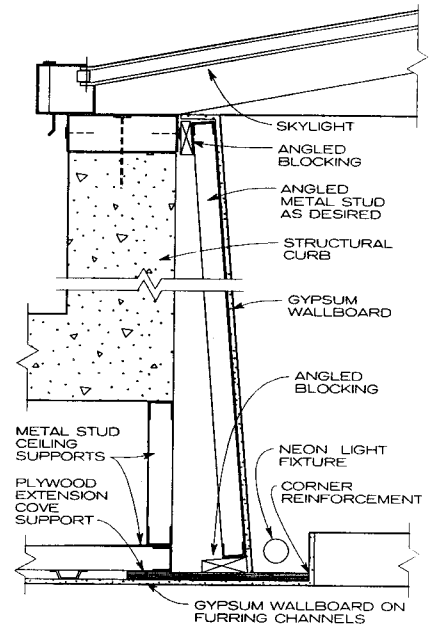 SKYLIGHT
ANGLED
BLOCKING
ANGLED
METAL STUD
AS DESIRED
STRUCTURAL
CURB
GYPSUM
WALLBOARD
ANGLED
BLOCKING
METAL STUD
CEILING
SUPPORTS
NEON LIGHT
FIXTURE
PLYWOOD
EXTENSION
COVE
SUPPORT
CORNER
REINFORCEMENT
GYPSUM WALLBOARD ON
FURRING CHANNELS